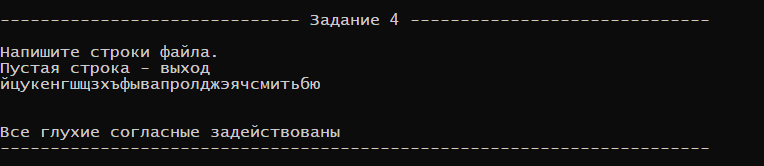 ------------------------------ Задание 4 ------------------------------
Напишите строки файла.
Пустая строка - выход
йцукенгшщзхъфывапролджэячсмитьбю
Все глухие согласные задействованы
-----------------------------------------------------------------------